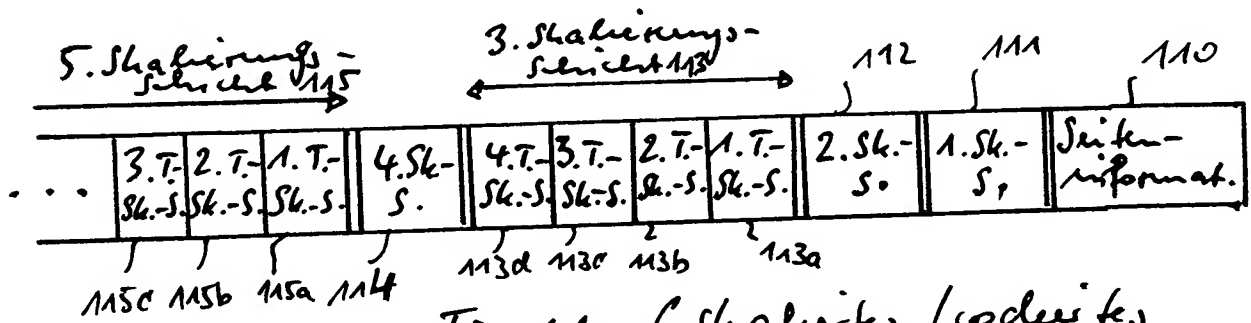 5. Skalierungs-
schicht 115
3. Skalierungs-
schicht 113
112
111
110
. . .
3. T.-
Sk.-S.
2. T.-
Sk.-S.
1. T.-
Sk.-S.
4. Sk-
S.
4. T.-
Sk.-S.
3. T.-
Sk.-S.
2. T.-
Sk.-S.
1. T.-
Sk.-S.
2. Sk.-
S.
1. Sk.-
S.
Seiten-
informat.
115c
115b
115a
114
113d
113c
113b
113a